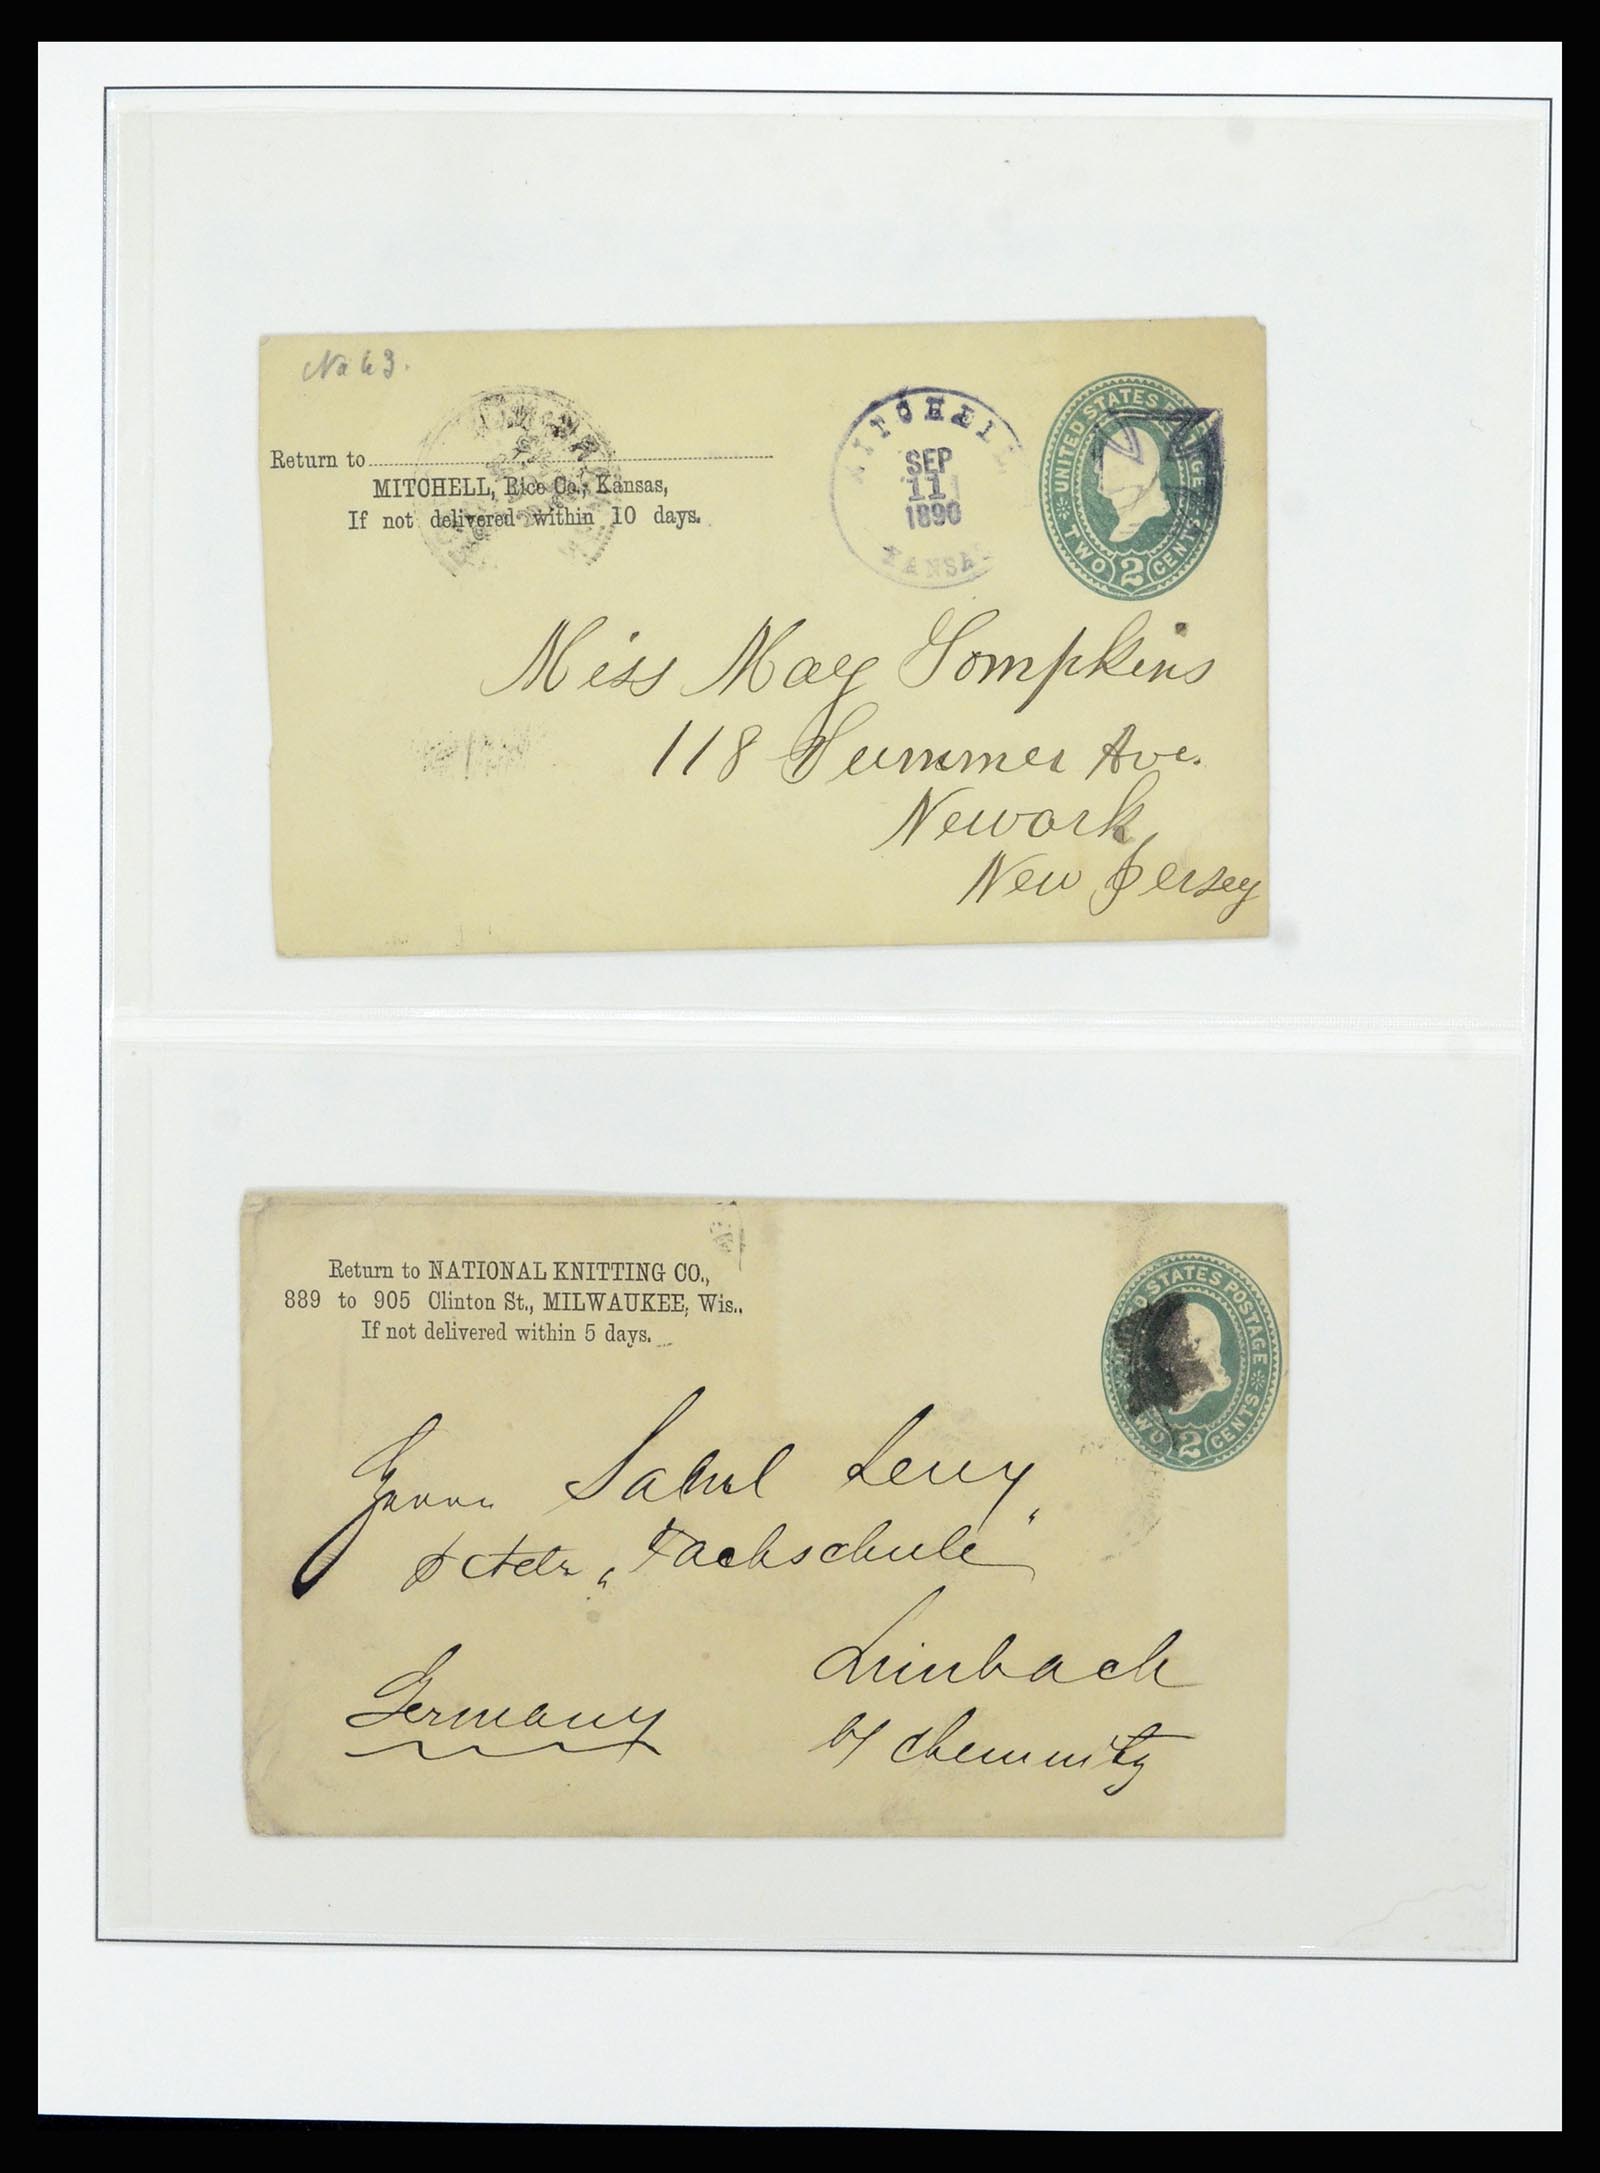 No 63.
Return to
MITCHELL, Rice Co., Kansas,
If not delivered within 10 days.
MITCHELL
SEP
11
1890
KANSAS
UNITED STATES POSTAGE
TWO 2 CENTS
Miss May Tompkins
118 Summer Ave.
Newark,
New Jersey
Return to NATIONAL KNITTING CO.,
889 to 905 Clinton St., MILWAUKEE, Wis..
If not delivered within 5 days.
UNITED STATES POSTAGE
TWO 2 CENTS
Herrn Levy
"Fachschule"
Limbach
Germany
b/ Chemnitz